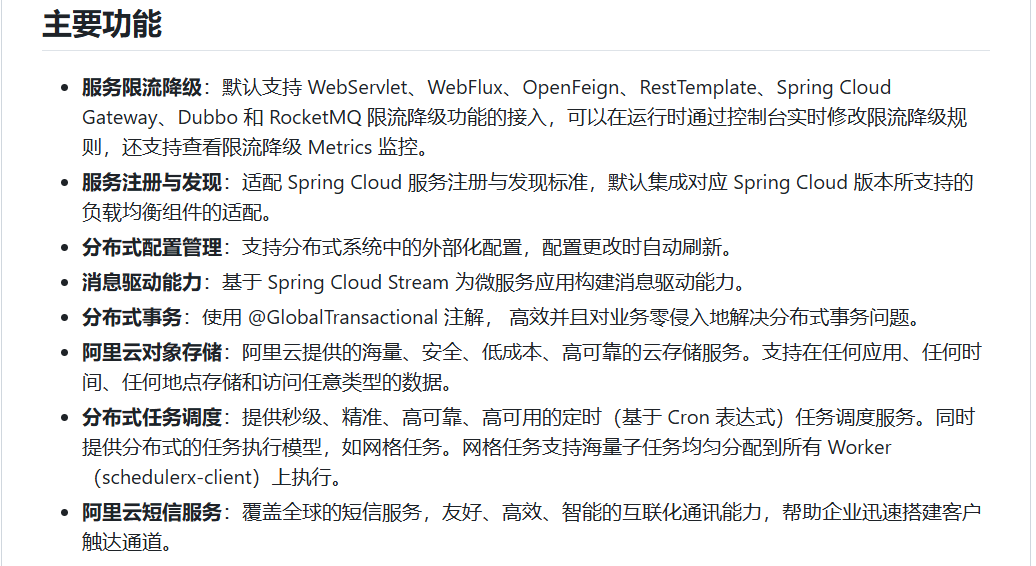 主要功能
服务限流降级：默认支持 WebServlet、WebFlux、OpenFeign、RestTemplate、Spring Cloud
Gateway、Dubbo 和 RocketMQ 限流降级功能的接入，可以在运行时通过控制台实时修改限流降级规
则，还支持查看限流降级 Metrics 监控。
服务注册与发现：适配 Spring Cloud 服务注册与发现标准，默认集成对应 Spring Cloud 版本所支持的
负载均衡组件的适配。
分布式配置管理：支持分布式系统中的外部化配置，配置更改时自动刷新。
消息驱动能力：基于 Spring Cloud Stream 为微服务应用构建消息驱动能力。
分布式事务：使用 @GlobalTransactional 注解， 高效并且对业务零侵入地解决分布式事务问题。
阿里云对象存储：阿里云提供的海量、安全、低成本、高可靠的云存储服务。支持在任何应用、任何时
间、任何地点存储和访问任意类型的数据。
分布式任务调度：提供秒级、精准、高可靠、高可用的定时（基于 Cron 表达式）任务调度服务。同时
提供分布式的任务执行模型，如网格任务。网格任务支持海量子任务均匀分配到所有 Worker
（schedulerx-client）上执行。
阿里云短信服务：覆盖全球的短信服务，友好、高效、智能的互联化通讯能力，帮助企业迅速搭建客户
触达通道。